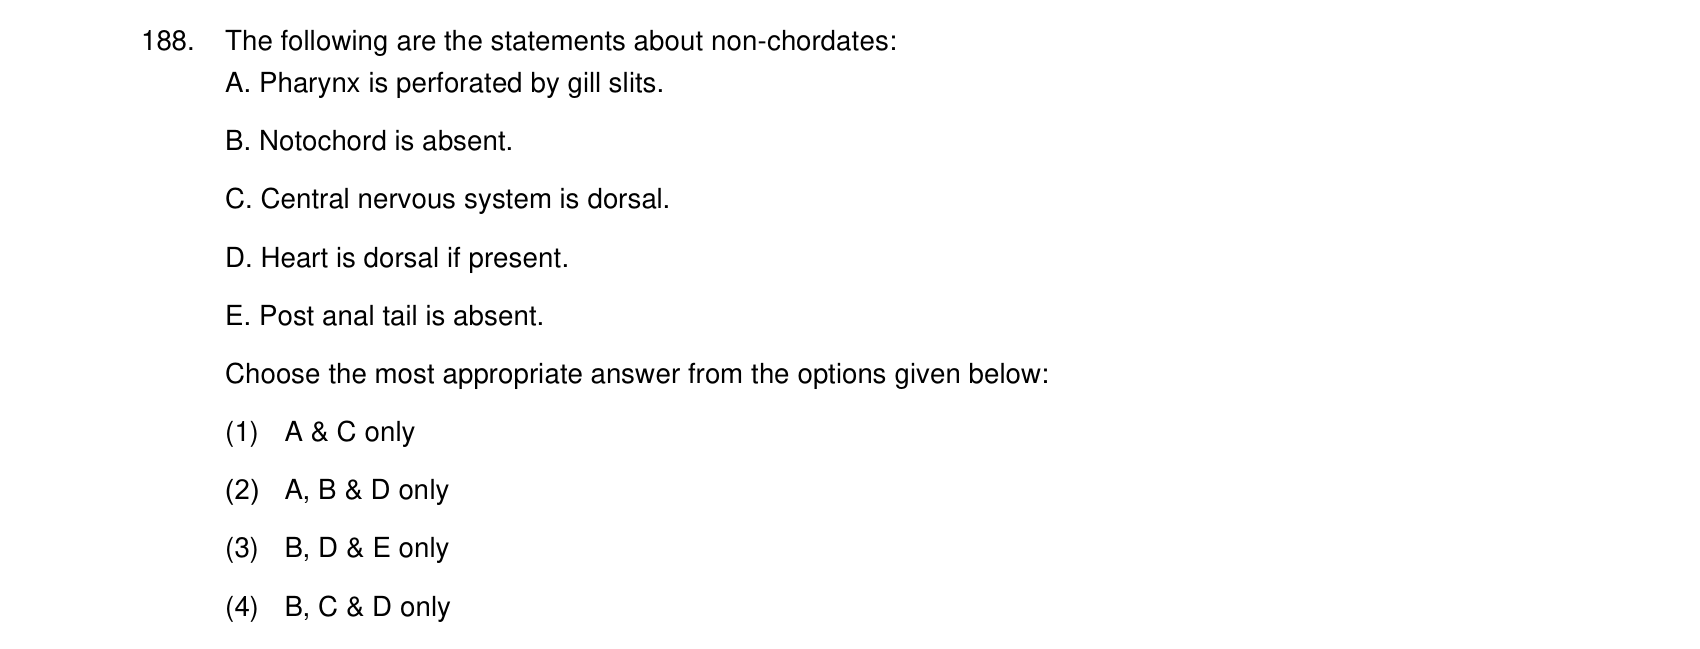 188. The following are the statements about non-chordates:
A. Pharynx is perforated by gill slits.
B. Notochord is absent.
C. Central nervous system is dorsal.
D. Heart is dorsal if present.
E. Post anal tail is absent.
Choose the most appropriate answer from the options given below:
(1) A & C only
(2) A, B & D only
(3) B, D & E only
(4) B, C & D only